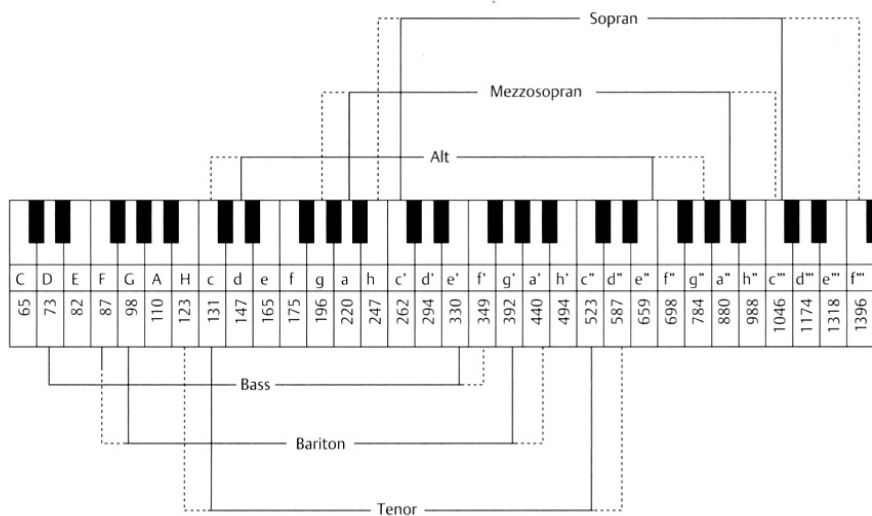 Sopran
Mezzosopran
Alt
C D E F G A H c d e f g a h c' d' e' f' g' a' h' c" d" e" f" g" a" h" c''' d''' e''' f'''
65 73 82 87 98 110 123 131 147 165 175 196 220 247 262 294 330 349 392 440 494 523 587 659 698 784 880 988 1046 1174 1318 1396
Bass
Bariton
Tenor